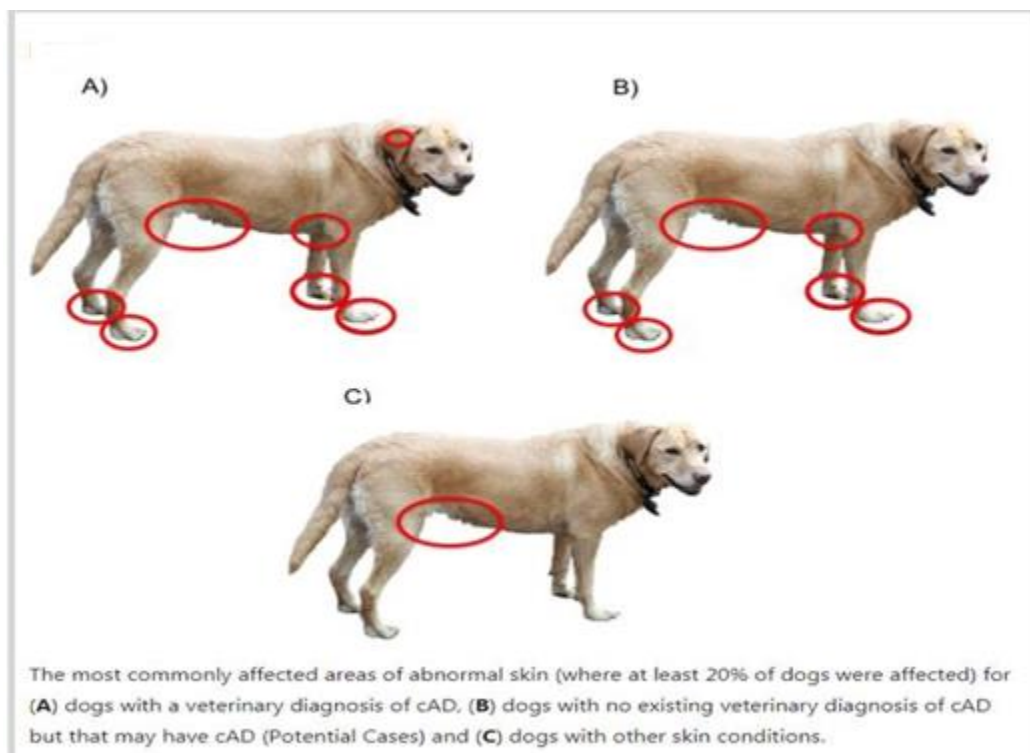 A)
B)
C)
The most commonly affected areas of abnormal skin (where at least 20% of dogs were affected) for
(A) dogs with a veterinary diagnosis of cAD, (B) dogs with no existing veterinary diagnosis of cAD
but that may have cAD (Potential Cases) and (C) dogs with other skin conditions.